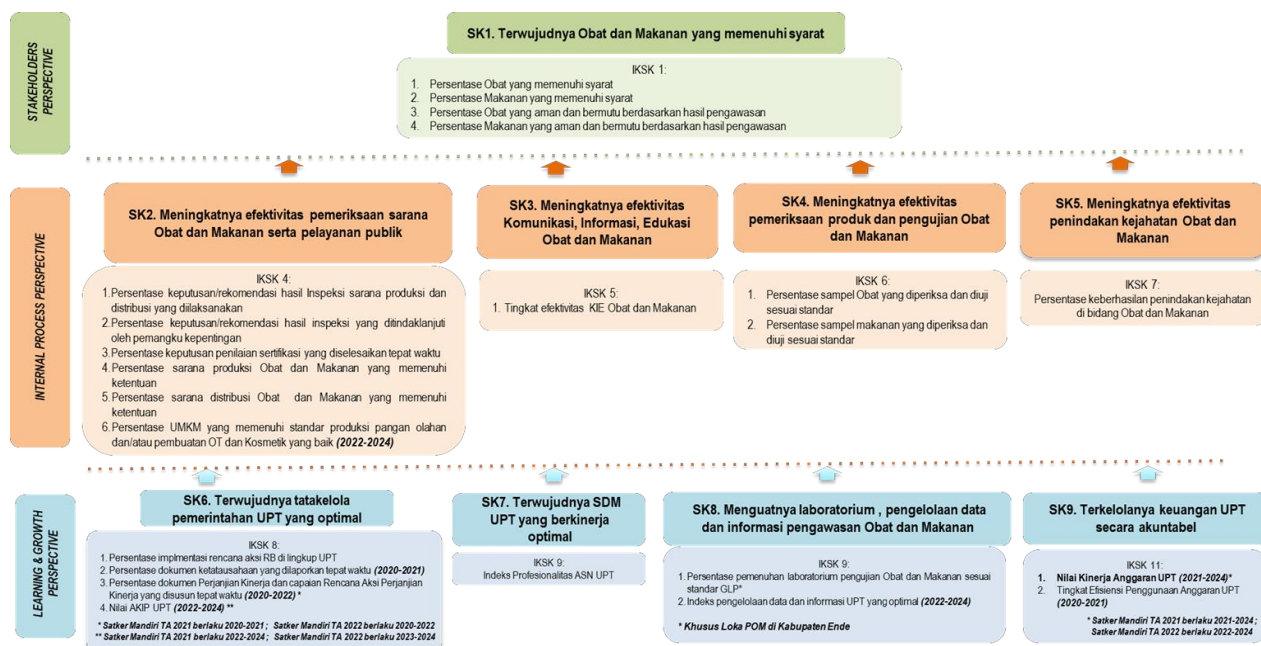 STAKEHOLDERS
PERSPECTIVE
SK1. Terwujudnya Obat dan Makanan yang memenuhi syarat
IKSK 1:
1. Persentase Obat yang memenuhi syarat
2. Persentase Makanan yang memenuhi syarat
3. Persentase Obat yang aman dan bermutu berdasarkan hasil pengawasan
4. Persentase Makanan yang aman dan bermutu berdasarkan hasil pengawasan
INTERNAL PROCESS PERSPECTIVE
SK2. Meningkatnya efektivitas pemeriksaan sarana
Obat dan Makanan serta pelayanan publik
IKSK 4:
1. Persentase keputusan/rekomendasi hasil Inspeksi sarana produksi dan
distribusi yang diilaksanakan
2. Persentase keputusan/rekomendasi hasil inspeksi yang ditindaklanjuti
oleh pemangku kepentingan
3. Persentase keputusan penilaian sertifikasi yang diselesaikan tepat waktu
4. Persentase sarana produksi Obat dan Makanan yang memenuhi
ketentuan
5. Persentase sarana distribusi Obat dan Makanan yang memenuhi
ketentuan
6. Persentase UMKM yang memenuhi standar produksi pangan olahan
dan/atau pembuatan OT dan Kosmetik yang baik (2022-2024)
SK3. Meningkatnya efektivitas
Komunikasi, Informasi, Edukasi
Obat dan Makanan
IKSK 5:
1. Tingkat efektivitas KIE Obat dan Makanan
SK4. Meningkatnya efektivitas
pemeriksaan produk dan pengujian Obat
dan Makanan
IKSK 6:
1. Persentase sampel Obat yang diperiksa dan diuji
sesuai standar
2. Persentase sampel makanan yang diperiksa dan
diuji sesuai standar
SK5. Meningkatnya efektivitas
penindakan kejahatan Obat dan
Makanan
IKSK 7:
Persentase keberhasilan penindakan kejahatan
di bidang Obat dan Makanan
LEARNING & GROWTH
PERSPECTIVE
SK6. Terwujudnya tatakelola
pemerintahan UPT yang optimal
IKSK 8:
1. Persentase implmentasi rencana aksi RB di lingkup UPT
2. Persentase dokumen ketatausahaan yang dilaporkan tepat waktu (2020-2021)
3. Persentase dokumen Perjanjian Kinerja dan capaian Rencana Aksi Perjanjian
Kinerja yang disusun tepat waktu (2020-2022) *
4. Nilai AKIP UPT (2022-2024) **
* Satker Mandiri TA 2021 berlaku 2020-2021 ; Satker Mandiri TA 2022 berlaku 2020-2022
** Satker Mandiri TA 2021 berlaku 2022-2024 ; Satker Mandiri TA 2022 berlaku 2023-2024
SK7. Terwujudnya SDM
UPT yang berkinerja
optimal
IKSK 9:
Indeks Profesionalitas ASN UPT
SK8. Menguatnya laboratorium , pengelolaan data
dan informasi pengawasan Obat dan Makanan
IKSK 9:
1. Persentase pemenuhan laboratorium pengujian Obat dan Makanan sesuai
standar GLP*
2. Indeks pengelolaan data dan informasi UPT yang optimal (2022-2024)
* Khusus Loka POM di Kabupaten Ende
SK9. Terkelolanya keuangan UPT
secara akuntabel
IKSK 11:
1. Nilai Kinerja Anggaran UPT (2021-2024)*
2. Tingkat Efisiensi Penggunaan Anggaran UPT
(2020-2021)
* Satker Mandiri TA 2021 berlaku 2021-2024 ;
Satker Mandiri TA 2022 berlaku 2022-2024